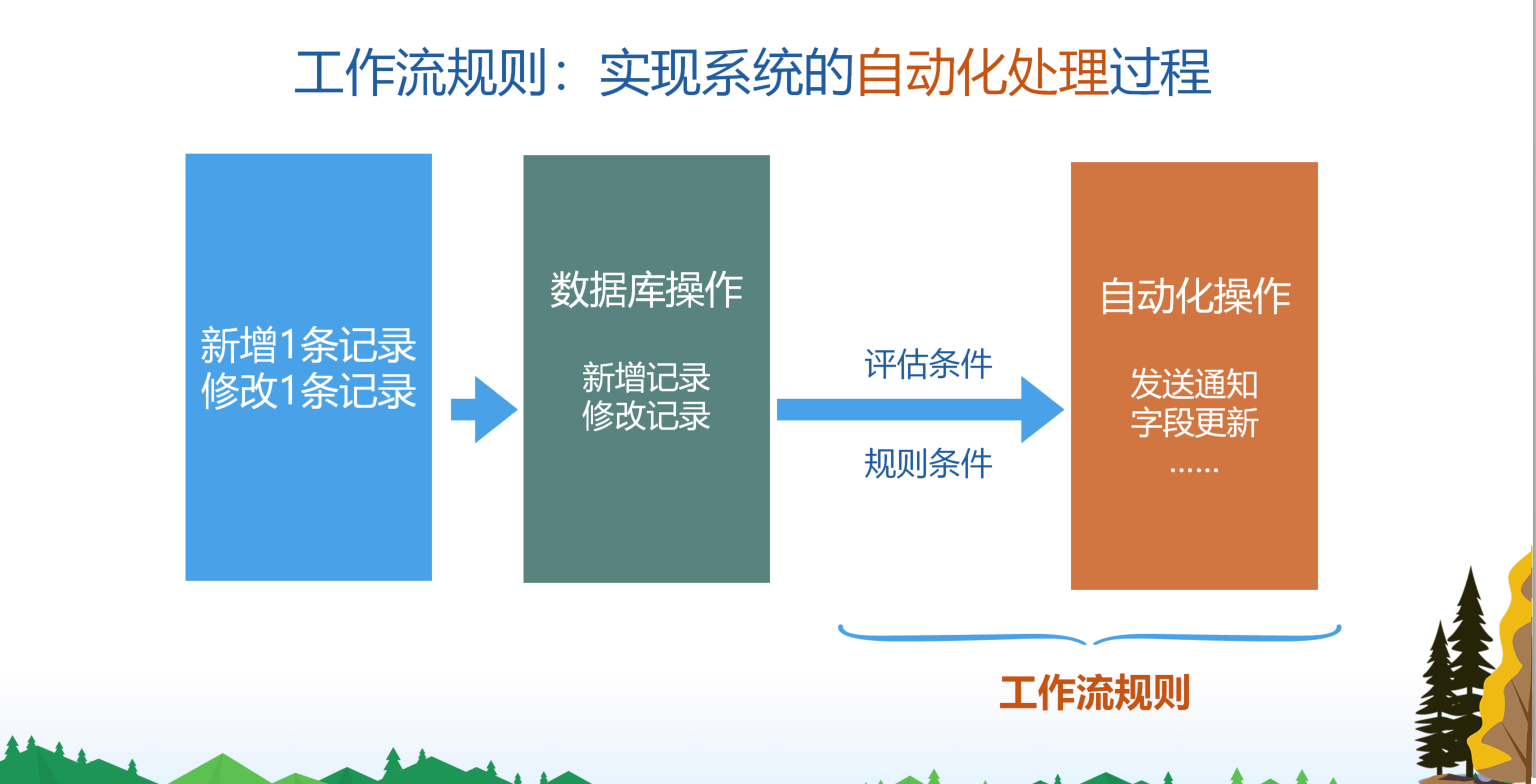 工作流规则：实现系统的自动化处理过程
新增1条记录
修改1条记录
数据库操作
新增记录
修改记录
评估条件
规则条件
自动化操作
发送通知
字段更新
......
工作流规则